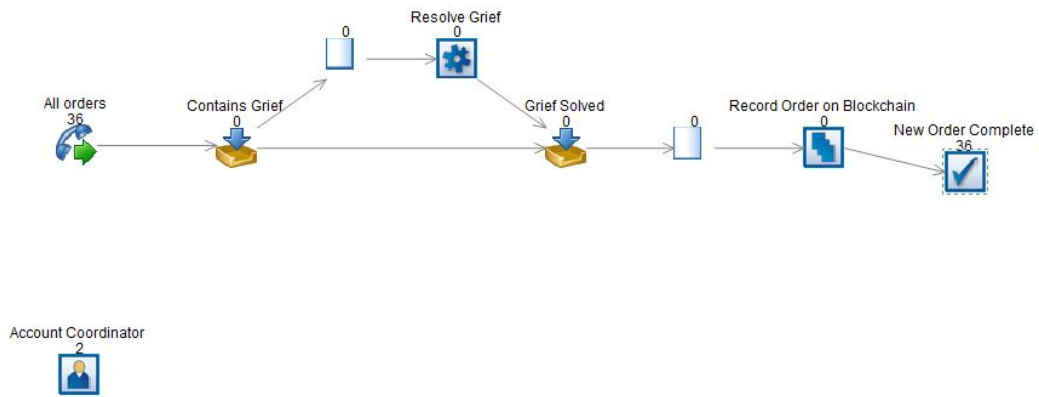 Resolve Grief
0
0
All orders
36
Contains Grief
0
Grief Solved
0
0
Record Order on Blockchain
0
New Order Complete
36
Account Coordinator
2